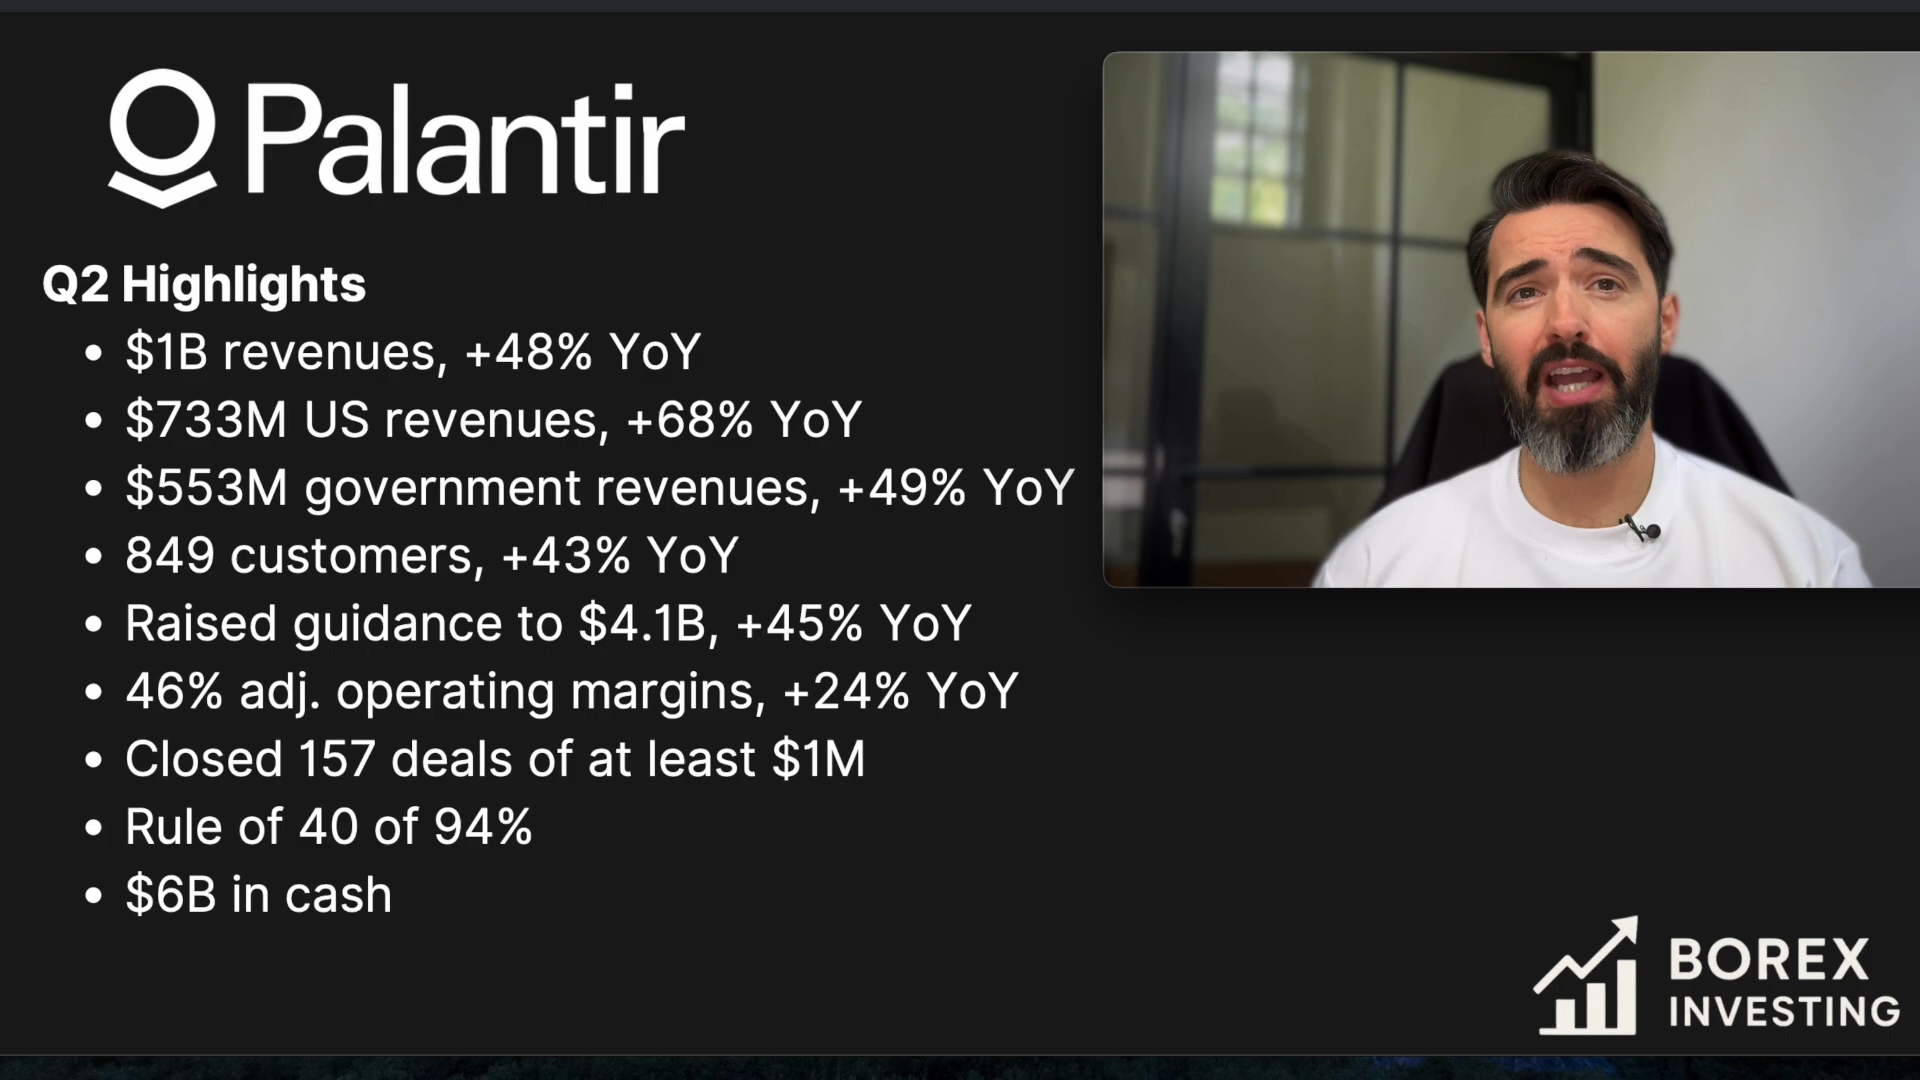 Palantir
Q2 Highlights
• $1B revenues, +48% YoY
• $733M US revenues, +68% YoY
• $553M government revenues, +49% YoY
• 849 customers, +43% YoY
• Raised guidance to $4.1B, +45% YoY
• 46% adj. operating margins, +24% YoY
• Closed 157 deals of at least $1M
• Rule of 40 of 94%
• $6B in cash
BOREX
INVESTING